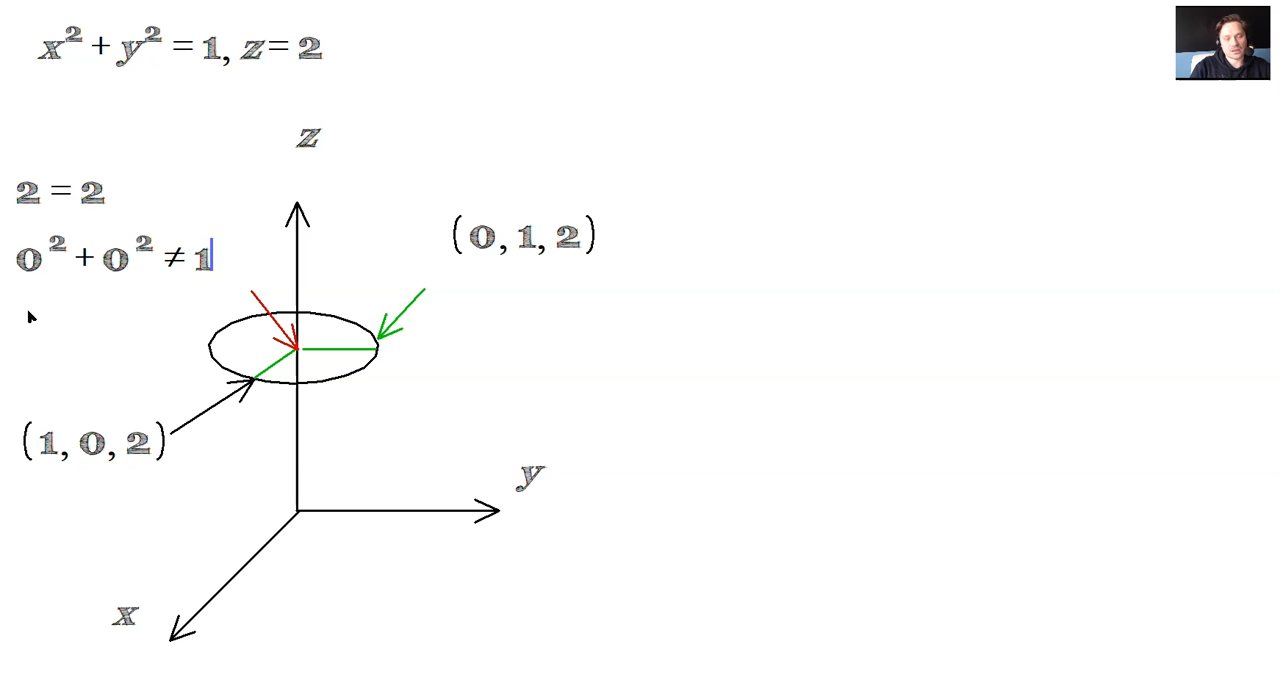 x² + y² = 1, z = 2
z
2 = 2
(0, 1, 2)
0² + 0² ≠ 1
(1, 0, 2)
y
x